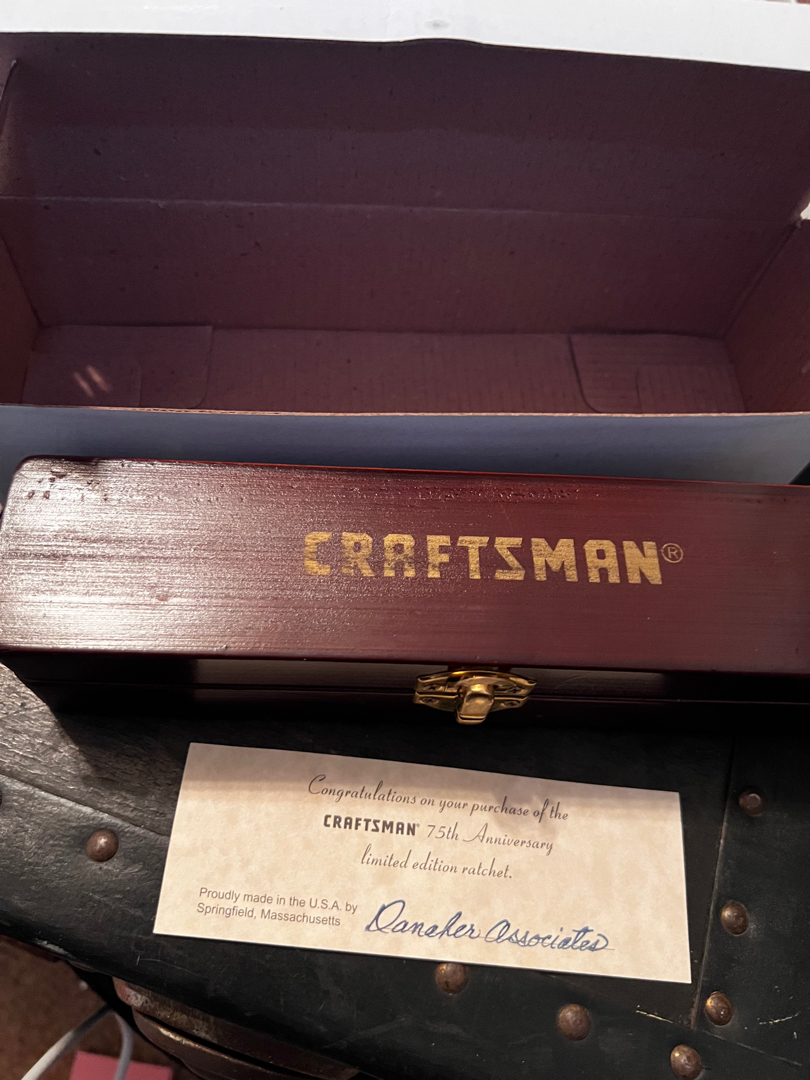 CRAFTSMAN®
Congratulations on your purchase of the
CRAFTSMAN® 75th Anniversary
limited edition ratchet.
Proudly made in the U.S.A. by
Springfield, Massachusetts
Danaher Associates